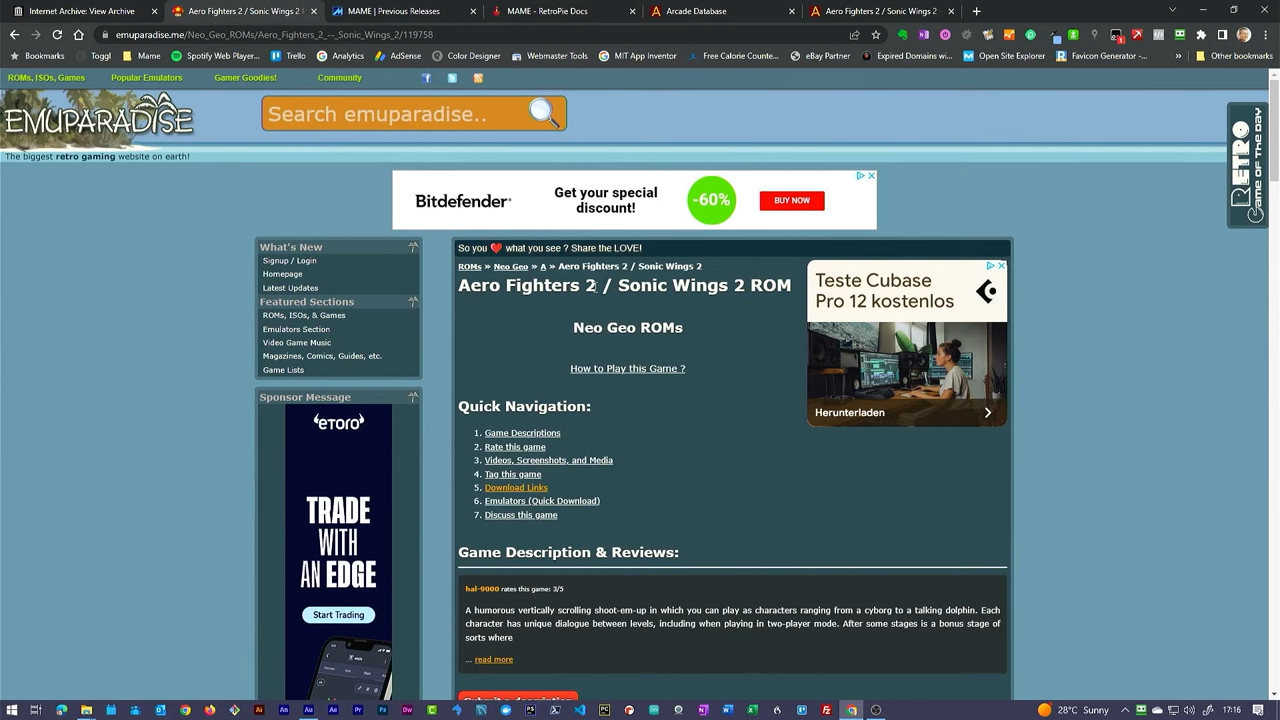 Internet Archive: View Archive
Aero Fighters 2 / Sonic Wings 2 F
MAME | Previous Releases
MAME – RetroPie Docs
Arcade Database
Aero Fighters 2 / Sonic Wings 2 -
emuparadise.me/Neo_Geo_ROMs/Aero_Fighters_2_--_Sonic_Wings_2/119758
Bookmarks
Toggl
Mame
Spotify Web Player...
Trello
Analytics
AdSense
Color Designer
Webmaster Tools
MIT App Inventor
Free Calorie Counte...
eBay Partner
Expired Domains wi...
Open Site Explorer
Favicon Generator -...
Other bookmarks
ROMs, ISOs, Games
Popular Emulators
Gamer Goodies!
Community
EMUPARADISE
Search emuparadise..
The biggest retro gaming website on earth!
RETRO
Game OF THE DAY
Bitdefender
Get your special
discount!
-60%
BUY NOW
What's New
Signup / Login
Homepage
Latest Updates
Featured Sections
ROMs, ISOs, & Games
Emulators Section
Video Game Music
Magazines, Comics, Guides, etc.
Game Lists
Sponsor Message
eToro
TRADE
WITH
AN EDGE
Start Trading
So you ❤ what you see ? Share the LOVE!
ROMs » Neo Geo » A » Aero Fighters 2 / Sonic Wings 2
Aero Fighters 2 / Sonic Wings 2 ROM
Neo Geo ROMs
How to Play this Game ?
Quick Navigation:
1. Game Descriptions
2. Rate this game
3. Videos, Screenshots, and Media
4. Tag this game
5. Download Links
6. Emulators (Quick Download)
7. Discuss this game
Teste Cubase
Pro 12 kostenlos
Herunterladen
Game Description & Reviews:
hal-9000 rates this game: 3/5
A humorous vertically scrolling shoot-em-up in which you can play as characters ranging from a cyborg to a talking dolphin. Each
character has unique dialogue between levels, including when playing in two-player mode. After some stages is a bonus stage of
sorts where
... read more
Submit a description
28°C Sunny
17:16